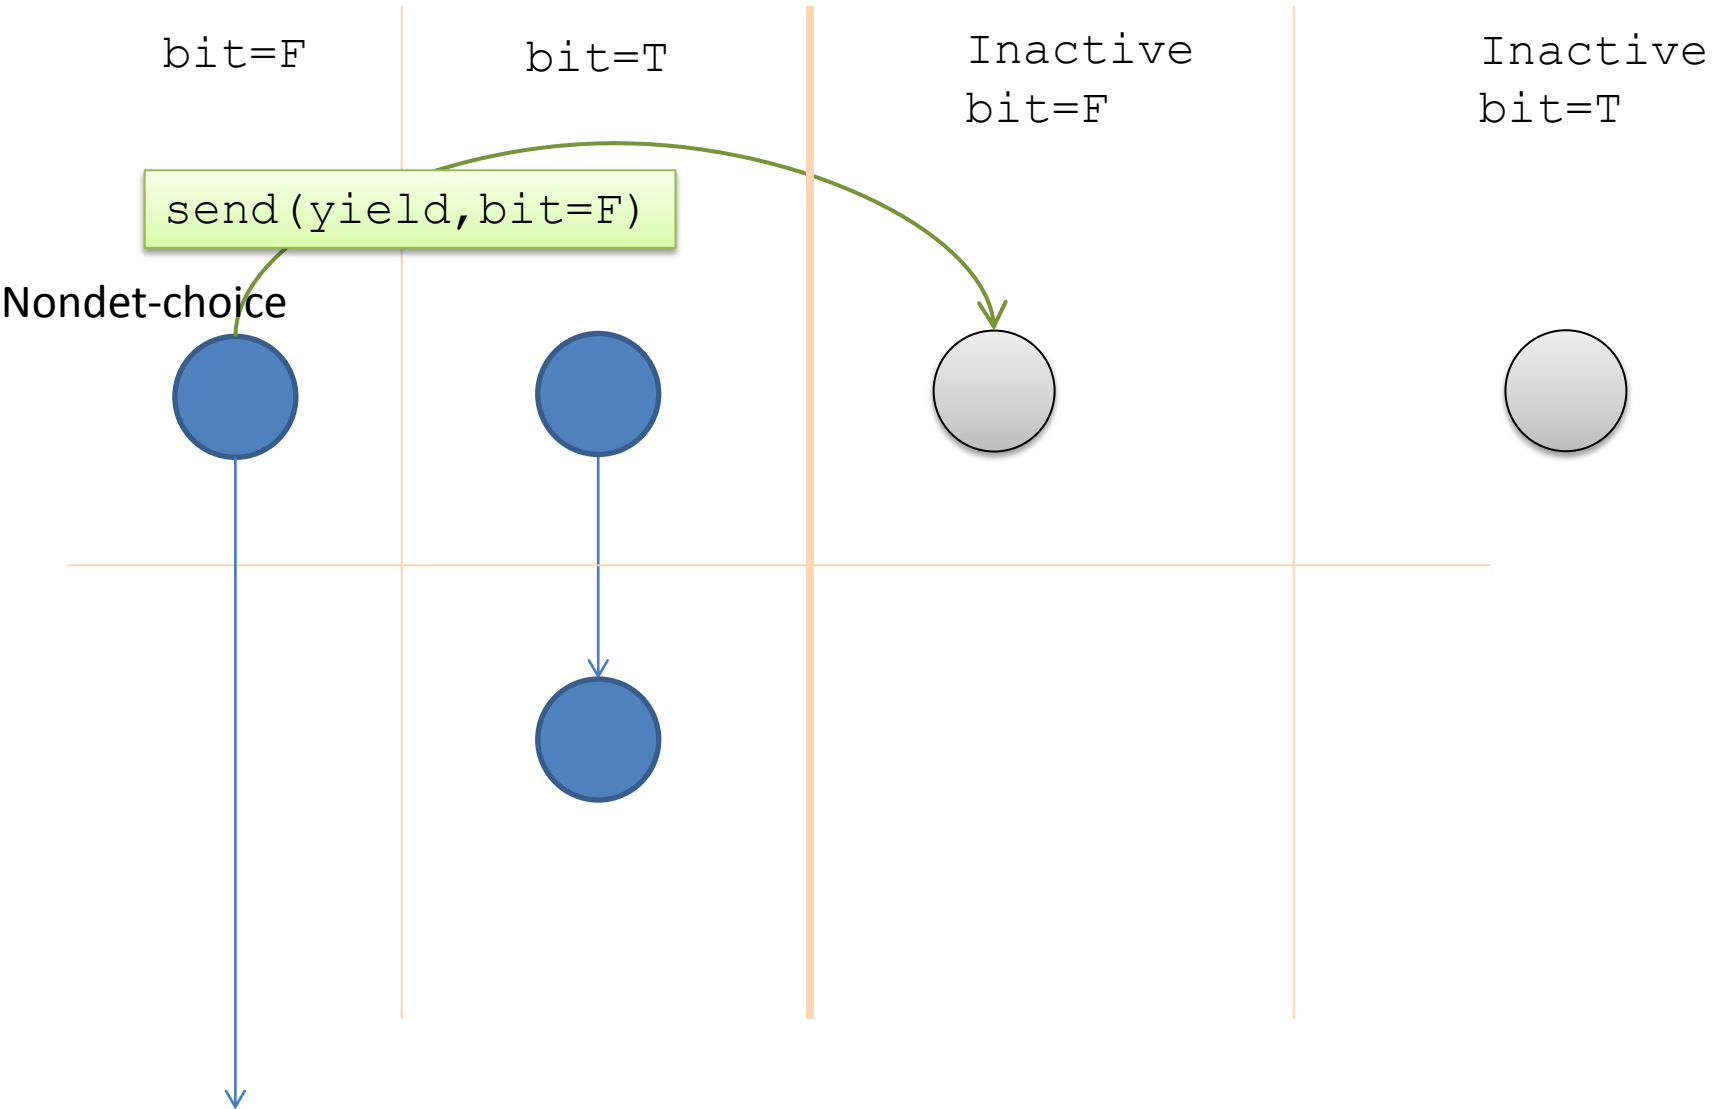 bit=F
bit=T
Inactive
bit=F
Inactive
bit=T
send(yield,bit=F)
Nondet-choice